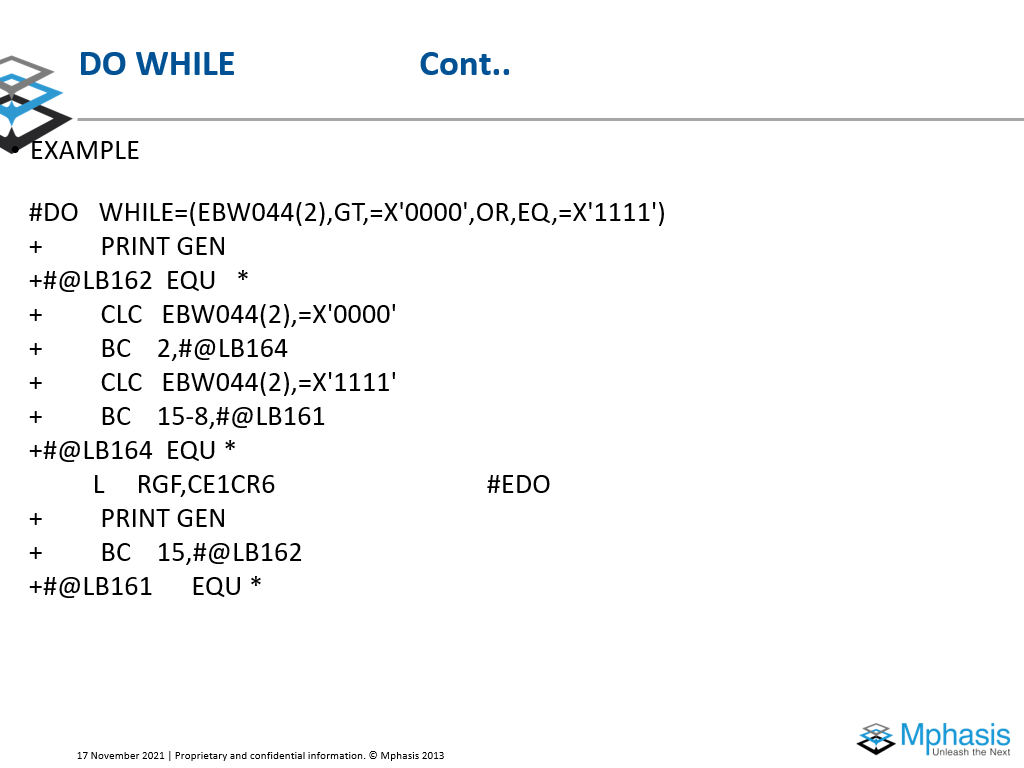 DO WHILE Cont..
• EXAMPLE
#DO WHILE=(EBW044(2),GT,=X'0000',OR,EQ,=X'1111')
+ PRINT GEN
+#@LB162 EQU *
+ CLC EBW044(2),=X'0000'
+ BC 2,#@LB164
+ CLC EBW044(2),=X'1111'
+ BC 15-8,#@LB161
+#@LB164 EQU *
L RGF,CE1CR6 #EDO
+ PRINT GEN
+ BC 15,#@LB162
+#@LB161 EQU *
Mphasis
Unleash the Next
17 November 2021 | Proprietary and confidential information. © Mphasis 2013